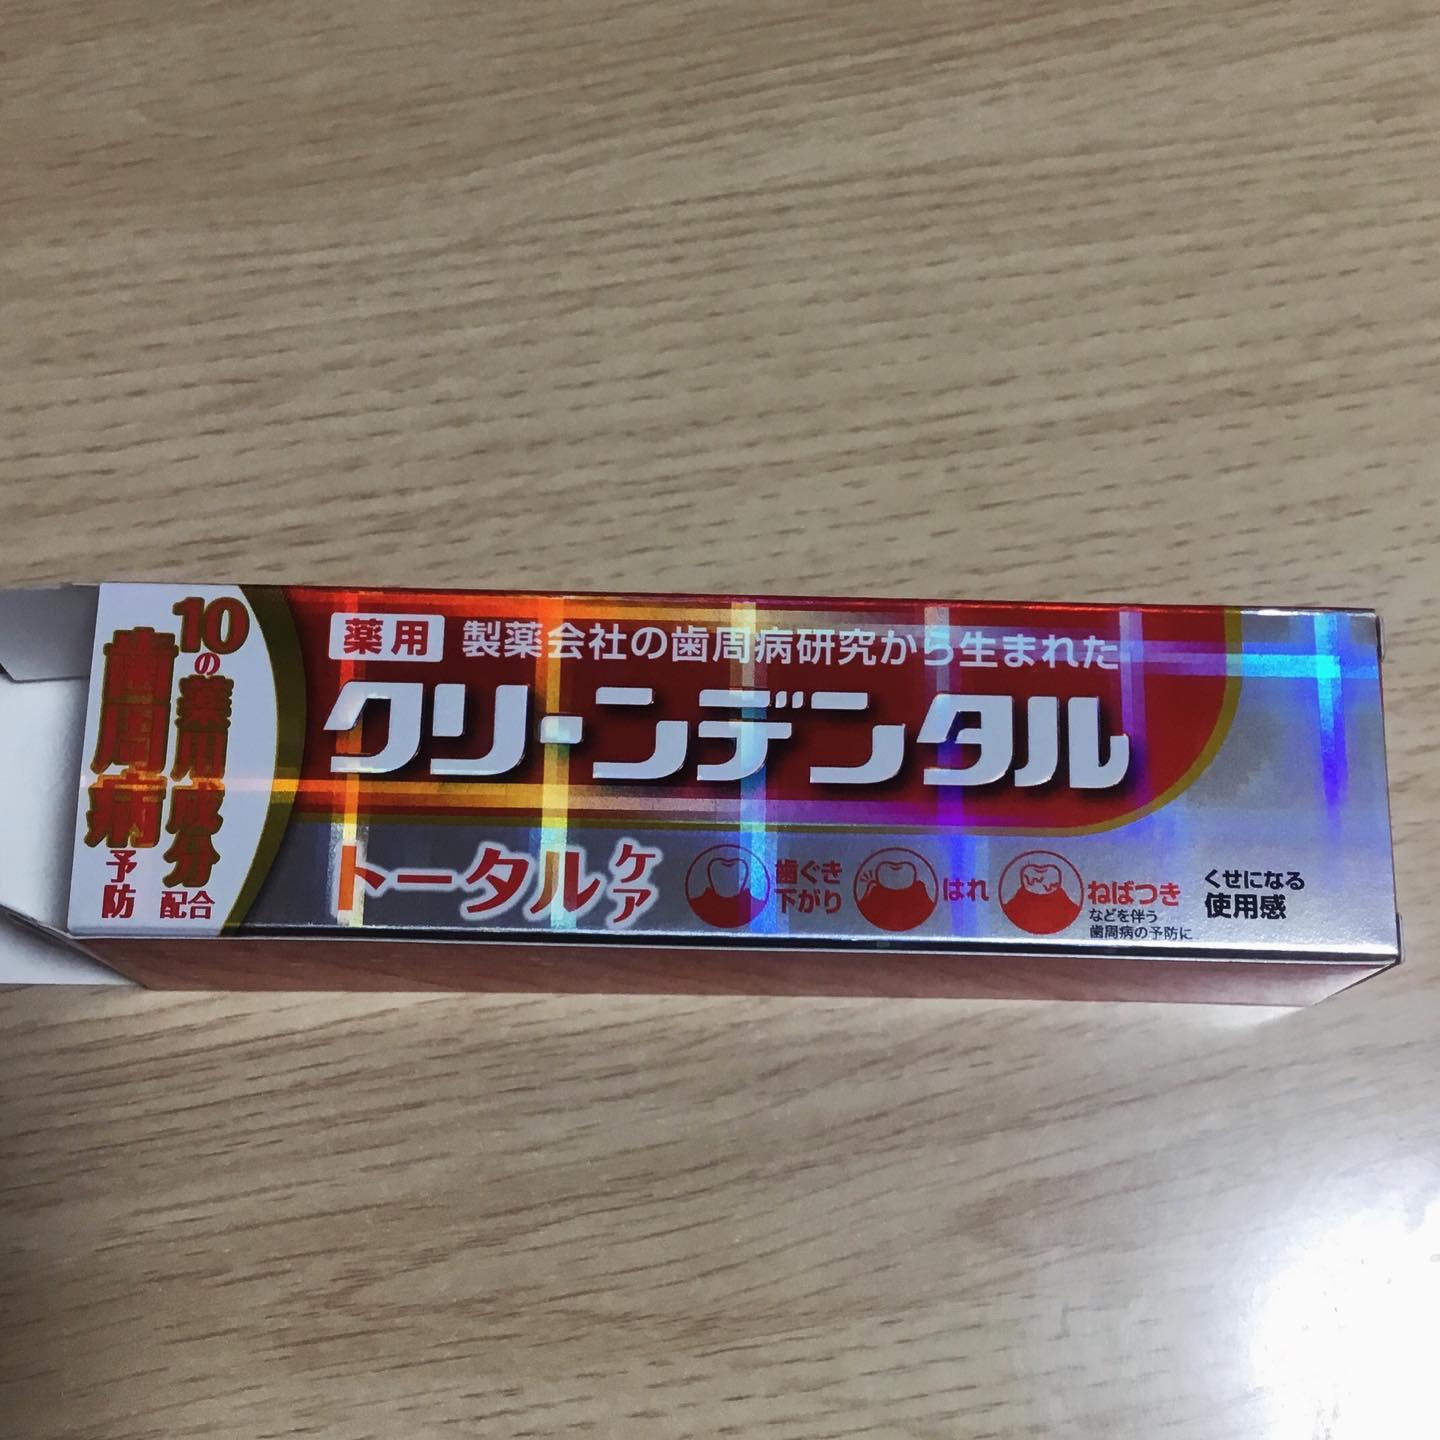 10の薬用成分配合
歯周病予防
薬用 製薬会社の歯周病研究から生まれた
クリーンデンタル
トータルケア
歯ぐき
下がり
はれ
ねばつき
などを伴う
歯周病の予防に
くせになる
使用感